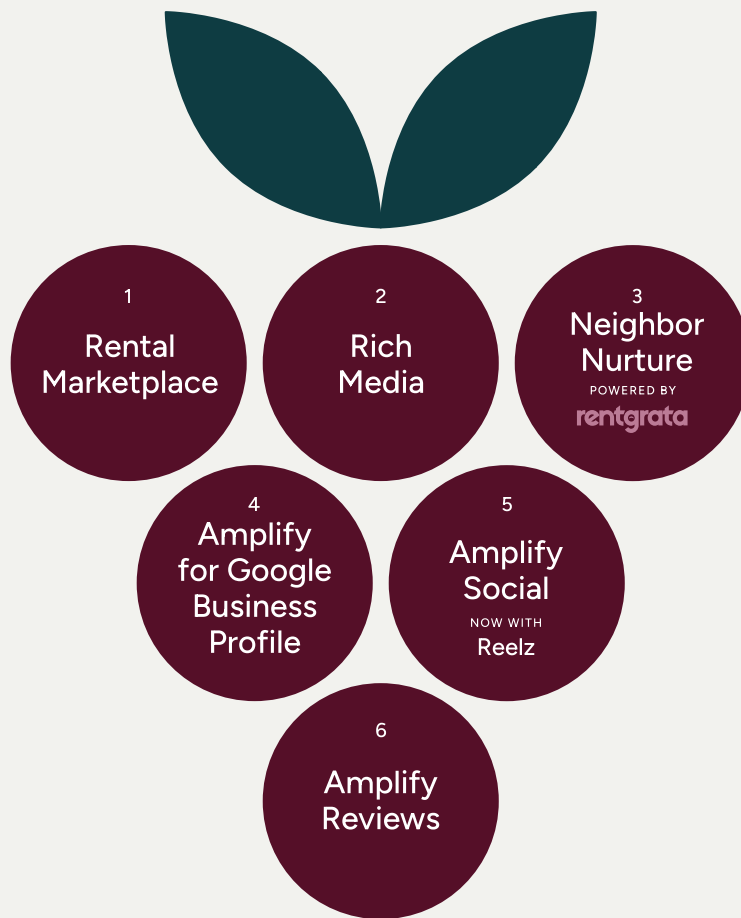 1
Rental
Marketplace
2
Rich
Media
3
Neighbor
Nurture
POWERED BY
rentgrata
4
Amplify
for Google
Business
Profile
5
Amplify
Social
NOW WITH
Reelz
6
Amplify
Reviews